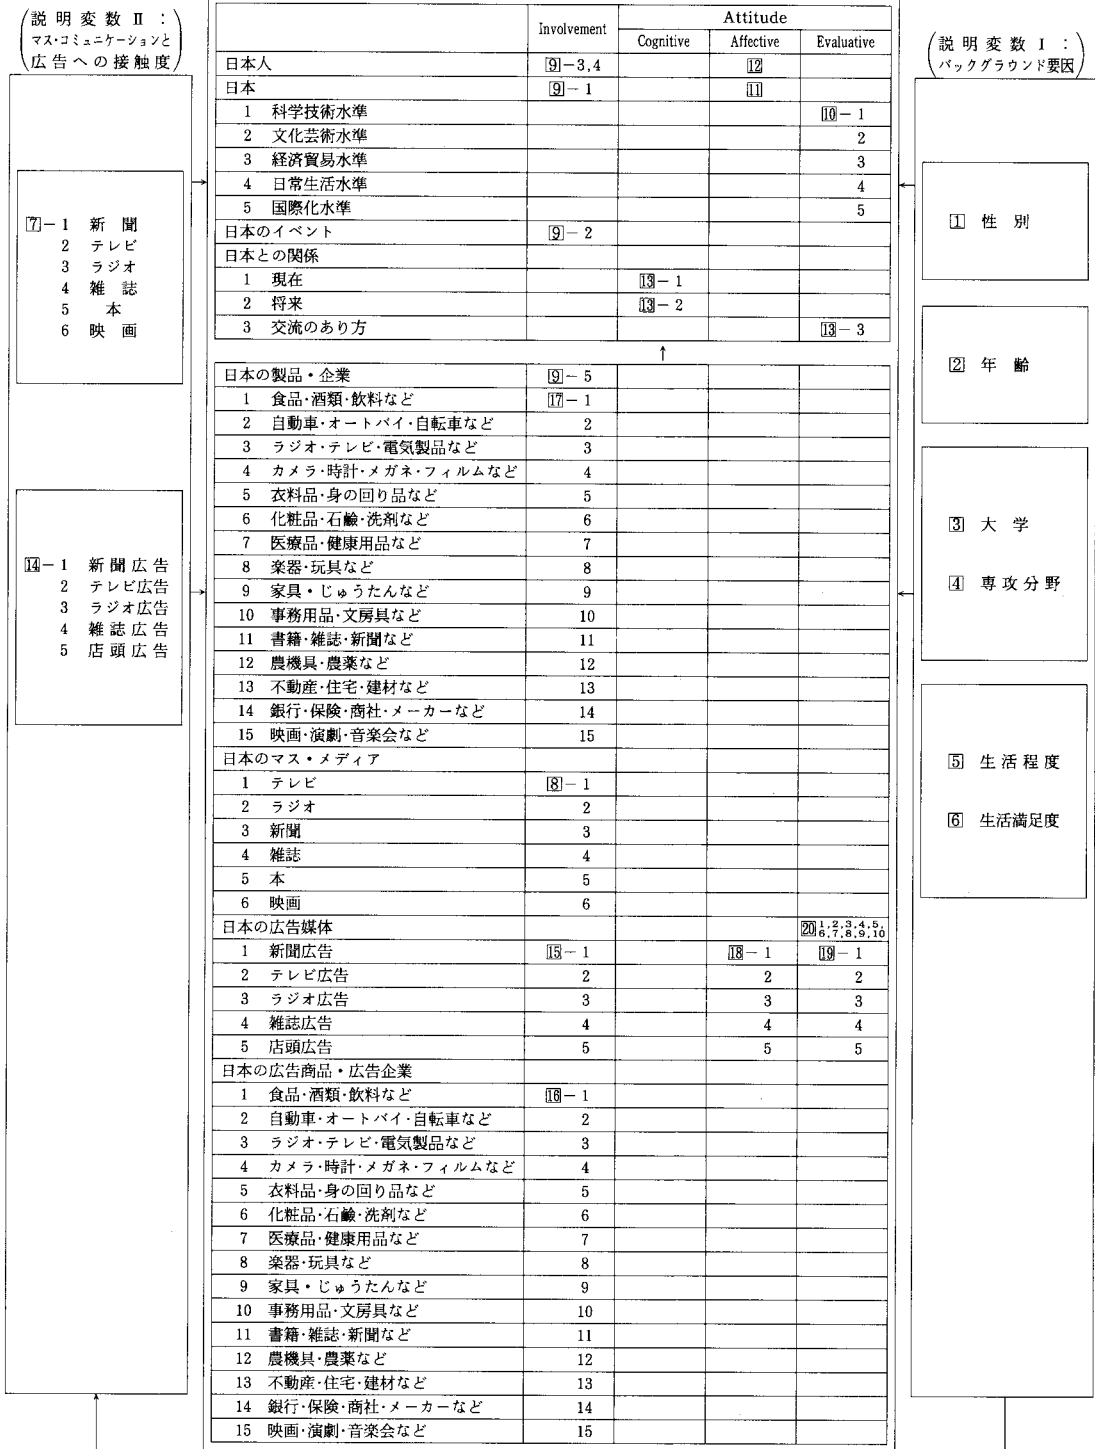 説明変数 II :
マス・コミュニケーションと
広告への接触度
[7]-1 新聞
2 テレビ
3 ラジオ
4 雑誌
5 本
6 映画
[14]-1 新聞広告
2 テレビ広告
3 ラジオ広告
4 雑誌広告
5 店頭広告
Involvement Attitude
Cognitive Affective Evaluative
日本人 [9]-3,4 [12]
日本 [9]-1 [11]
1 科学技術水準 [10]-1
2 文化芸術水準 2
3 経済貿易水準 3
4 日常生活水準 4
5 国際化水準 5
日本のイベント [9]-2
日本との関係
1 現在 [13]-1
2 将来 [13]-2
3 交流のあり方 [13]-3
↑
日本の製品・企業 [9]-5
1 食品・酒類・飲料など [17]-1
2 自動車・オートバイ・自転車など 2
3 ラジオ・テレビ・電気製品など 3
4 カメラ・時計・メガネ・フィルムなど 4
5 衣料品・身の回り品など 5
6 化粧品・石鹸・洗剤など 6
7 医療品・健康用品など 7
8 楽器・玩具など 8
9 家具・じゅうたんなど 9
10 事務用品・文房具など 10
11 書籍・雑誌・新聞など 11
12 農機具・農薬など 12
13 不動産・住宅・建材など 13
14 銀行・保険・商社・メーカーなど 14
15 映画・演劇・音楽会など 15
日本のマス・メディア
1 テレビ [8]-1
2 ラジオ 2
3 新聞 3
4 雑誌 4
5 本 5
6 映画 6
日本の広告媒体 [20] 1,2,3,4,5,
6,7,8,9,10
1 新聞広告 [15]-1 [18]-1 [19]-1
2 テレビ広告 2 2 2
3 ラジオ広告 3 3 3
4 雑誌広告 4 4 4
5 店頭広告 5 5 5
日本の広告商品・広告企業
1 食品・酒類・飲料など [16]-1
2 自動車・オートバイ・自転車など 2
3 ラジオ・テレビ・電気製品など 3
4 カメラ・時計・メガネ・フィルムなど 4
5 衣料品・身の回り品など 5
6 化粧品・石鹸・洗剤など 6
7 医療品・健康用品など 7
8 楽器・玩具など 8
9 家具・じゅうたんなど 9
10 事務用品・文房具など 10
11 書籍・雑誌・新聞など 11
12 農機具・農薬など 12
13 不動産・住宅・建材など 13
14 銀行・保険・商社・メーカーなど 14
15 映画・演劇・音楽会など 15
説明変数 I :
バックグラウンド要因
[1] 性別
[2] 年齢
[3] 大学
[4] 専攻分野
[5] 生活程度
[6] 生活満足度